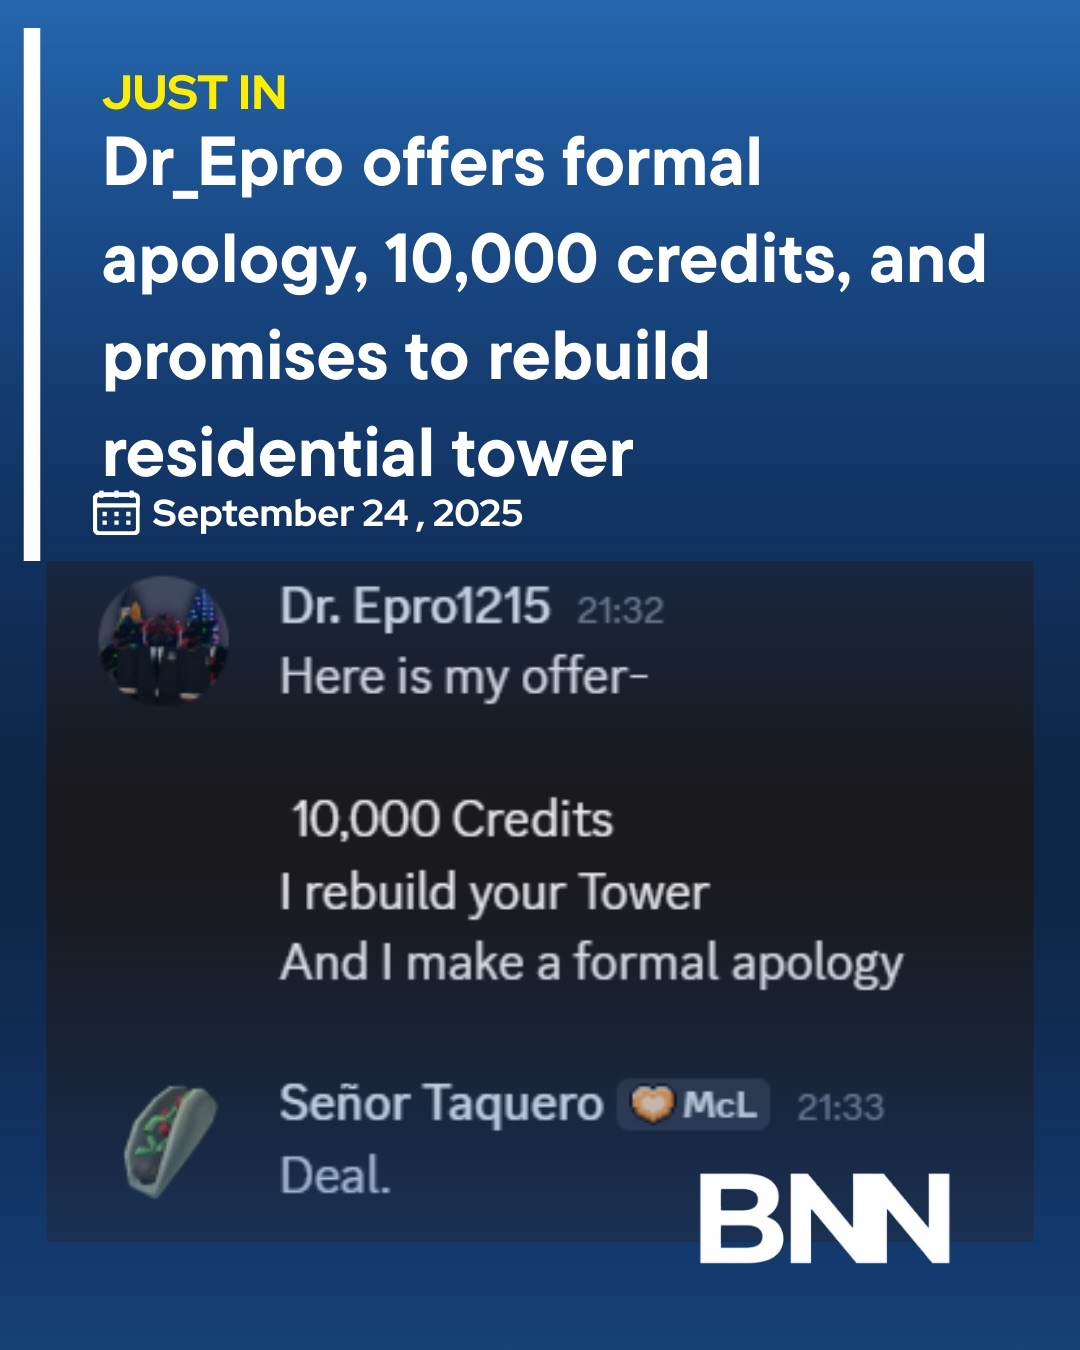 JUST IN
Dr_Epro offers formal
apology, 10,000 credits, and
promises to rebuild
residential tower
September 24 , 2025
Dr. Epro1215 21:32
Here is my offer-
10,000 Credits
I rebuild your Tower
And I make a formal apology
Señor Taquero McL 21:33
Deal.
BNN